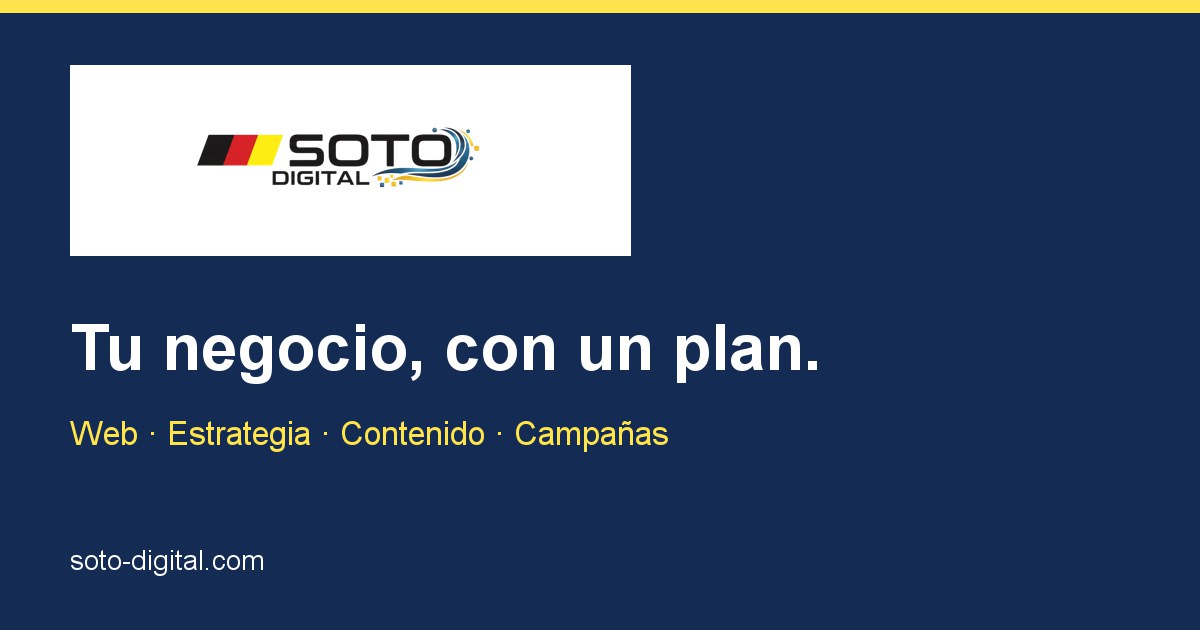 SOTO
DIGITAL
Tu negocio, con un plan.
Web · Estrategia · Contenido · Campañas
soto-digital.com